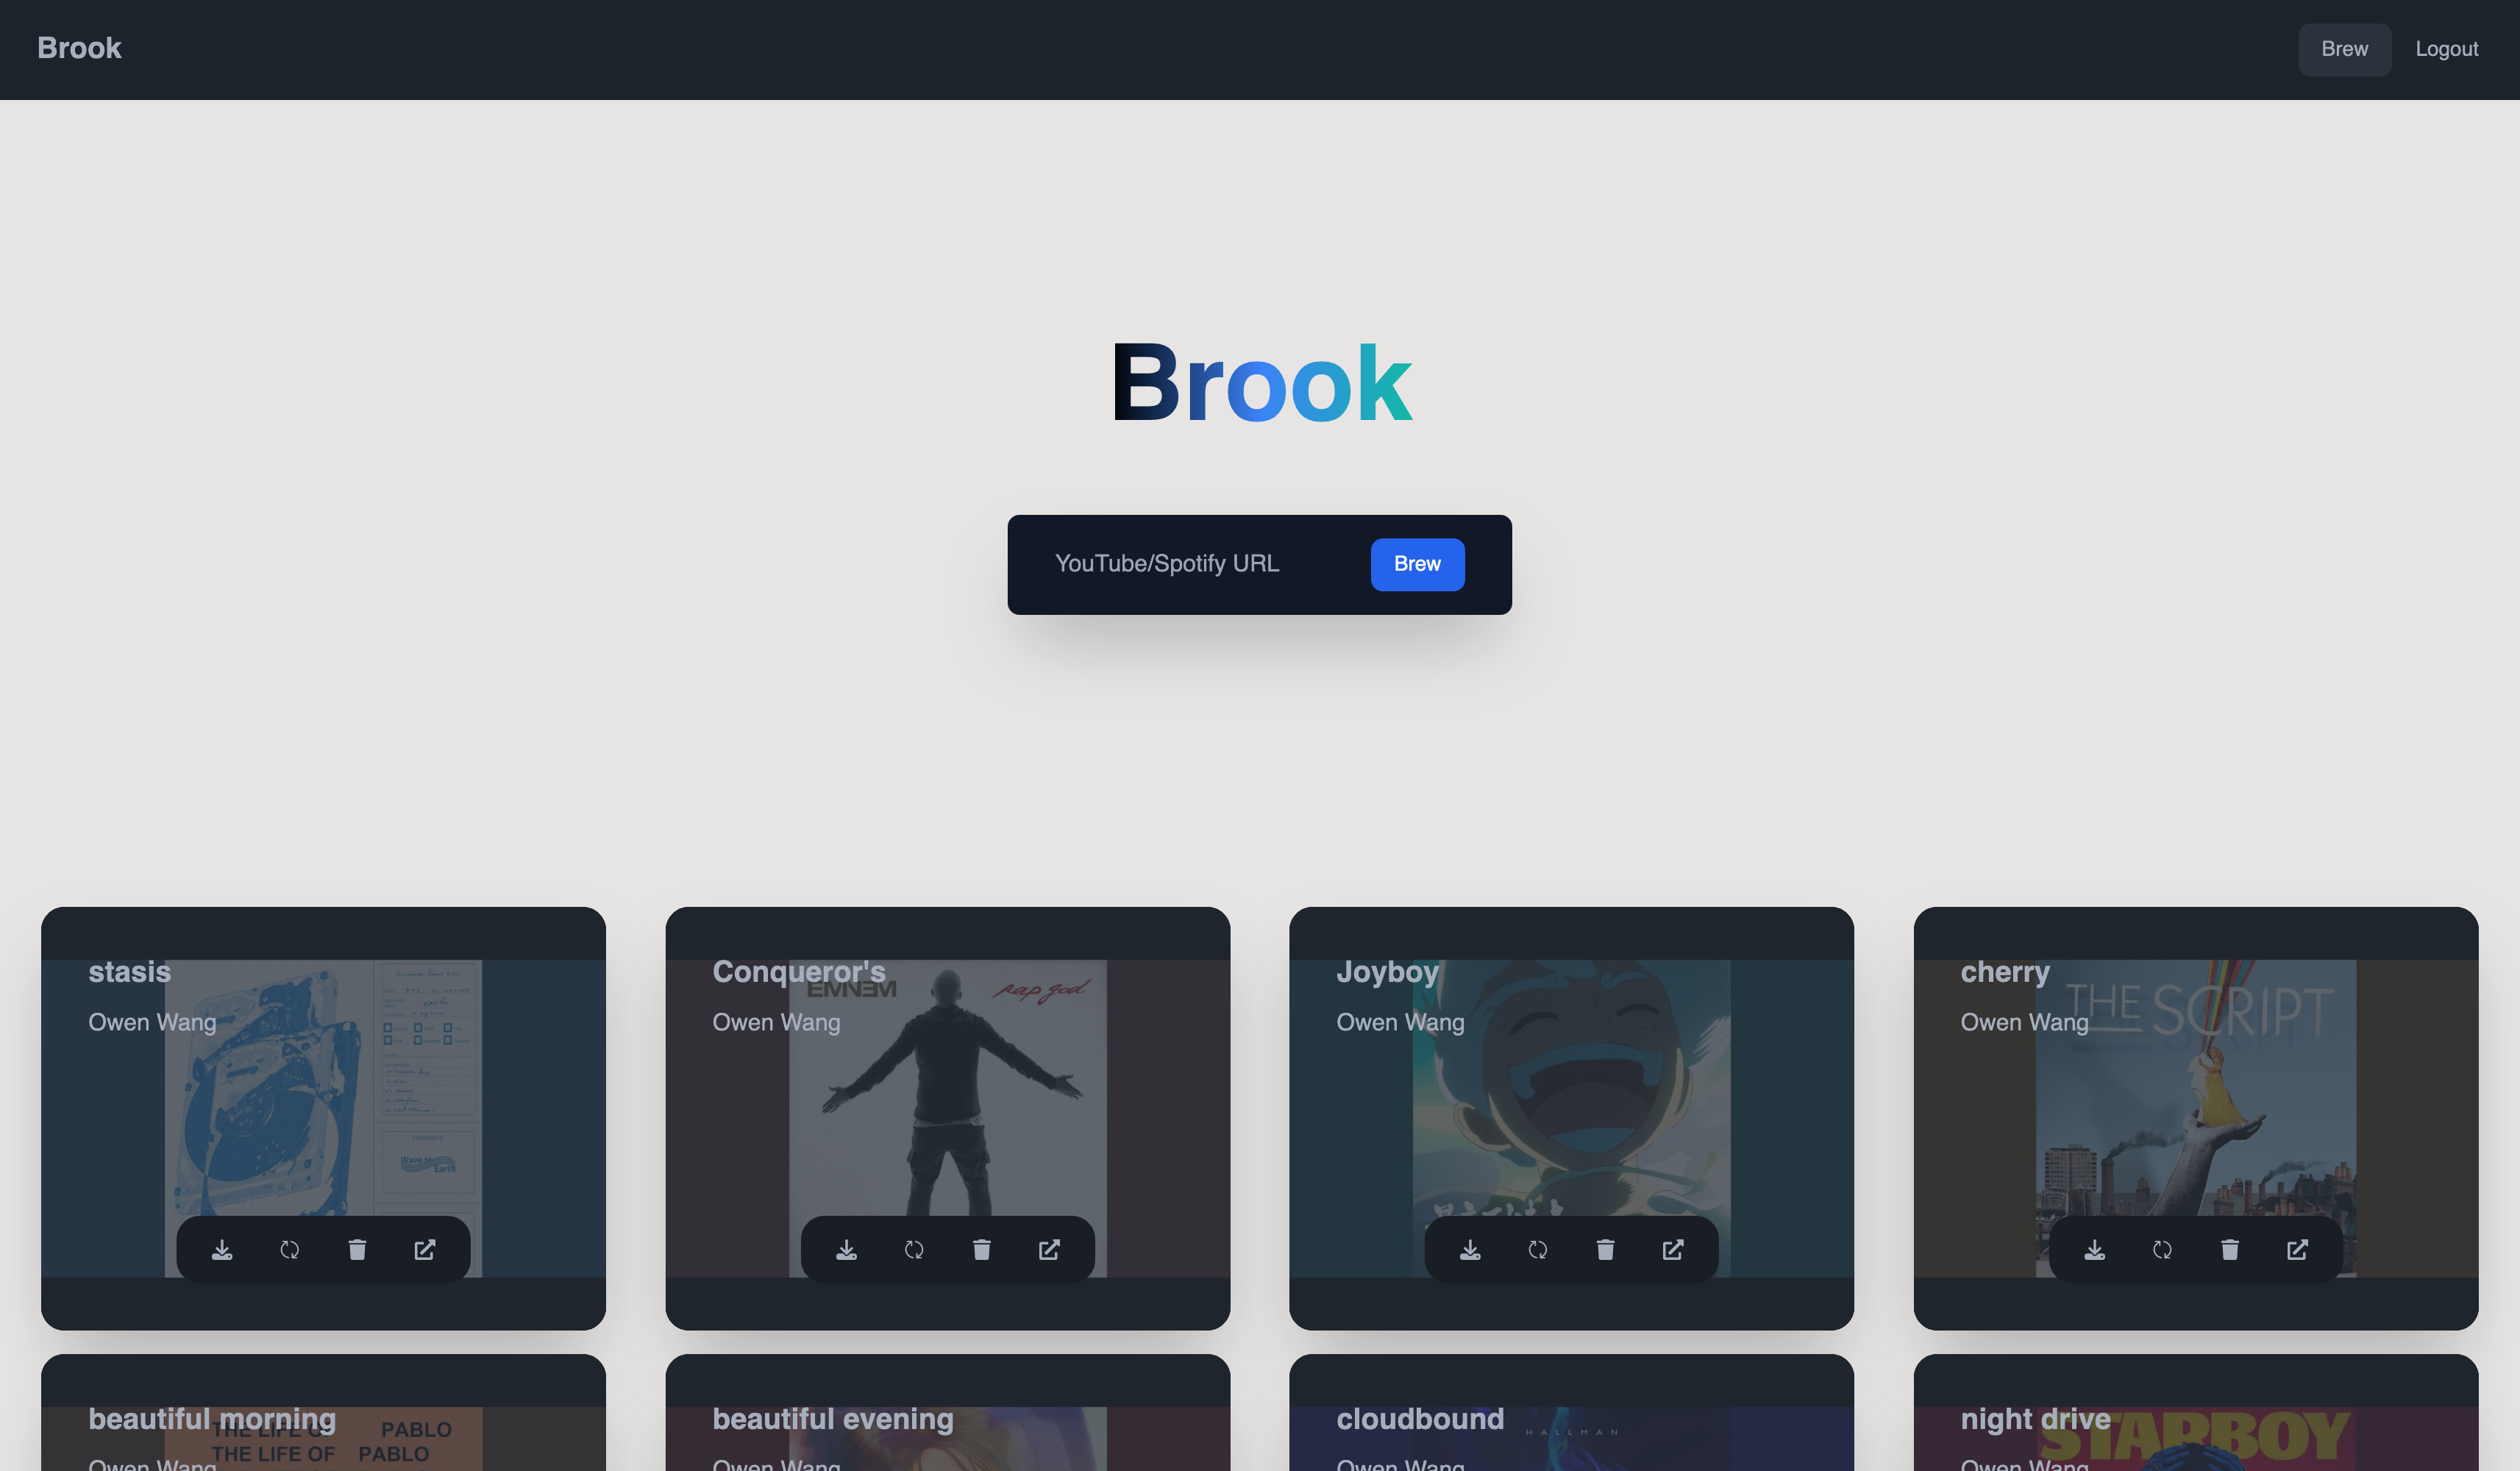 Brook
Brew
Logout
Brook
YouTube/Spotify URL
Brew
stasis
Owen Wang
COMPANY
Wave to
Earth
Conqueror's
EMINEM
rap god
Owen Wang
Joyboy
Owen Wang
cherry
THE SCRIPT
Owen Wang
beautiful morning
THE LIFE OF PABLO
THE LIFE OF PABLO
Owen Wang
beautiful evening
Owen Wang
cloudbound
HALLMAN
Owen Wang
night drive
STARBOY
Owen Wang